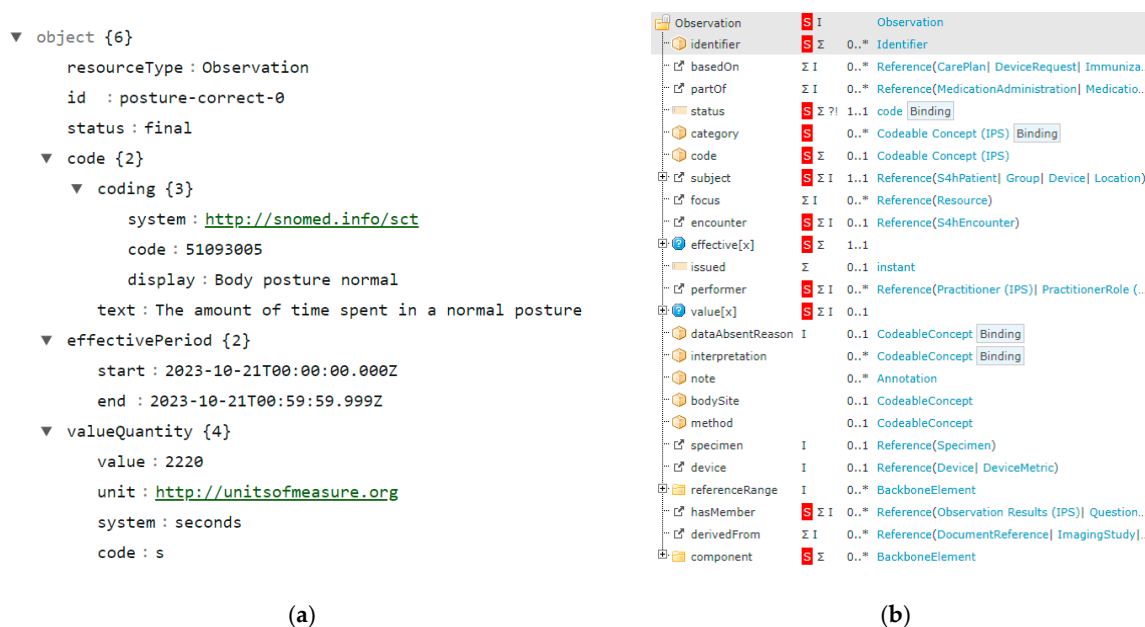 ▼ object {6}
resourceType : Observation
id : posture-correct-0
status : final
▼ code {2}
▼ coding {3}
system : http://snomed.info/sct
code : 51093005
display : Body posture normal
text : The amount of time spent in a normal posture
▼ effectivePeriod {2}
start : 2023-10-21T00:00:00.000Z
end : 2023-10-21T00:59:59.999Z
▼ valueQuantity {4}
value : 2220
unit : http://unitsofmeasure.org
system : seconds
code : s
(a)
Observation S I Observation
identifier S Σ 0..* Identifier
basedOn Σ I 0..* Reference(CarePlan| DeviceRequest| Immuniza...
partOf Σ I 0..* Reference(MedicationAdministration| Medicatio...
status S Σ ?! 1..1 code Binding
category S 0..* Codeable Concept (IPS) Binding
code S Σ 0..1 Codeable Concept (IPS)
subject S Σ I 1..1 Reference(S4hPatient| Group| Device| Location)
focus Σ I 0..* Reference(Resource)
encounter S Σ I 0..1 Reference(S4hEncounter)
effective[x] S Σ 1..1
issued Σ 0..1 instant
performer S Σ I 0..* Reference(Practitioner (IPS)| PractitionerRole (...
value[x] S Σ I 0..1
dataAbsentReason I 0..1 CodeableConcept Binding
interpretation 0..* CodeableConcept Binding
note 0..* Annotation
bodySite 0..1 CodeableConcept
method 0..1 CodeableConcept
specimen I 0..1 Reference(Specimen)
device I 0..1 Reference(Device| DeviceMetric)
referenceRange I 0..* BackboneElement
hasMember S Σ I 0..* Reference(Observation Results (IPS)| Question...
derivedFrom Σ I 0..* Reference(DocumentReference| ImagingStudy|...
component S Σ 0..* BackboneElement
(b)